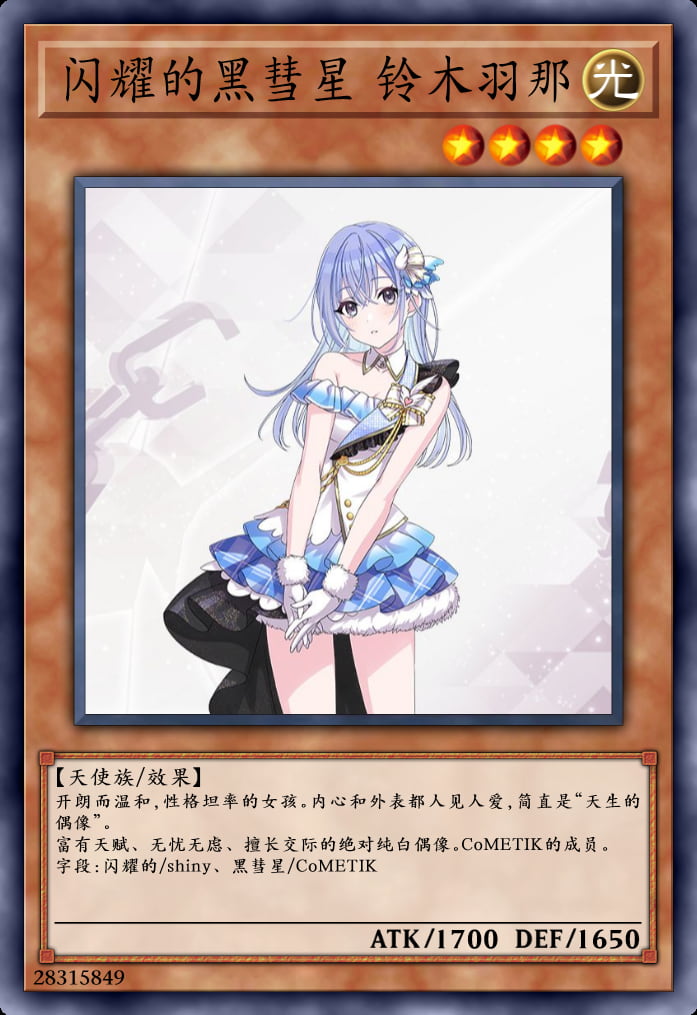 闪耀的黑彗星 铃木羽那 光
【天使族/效果】
开朗而温和,性格坦率的女孩。内心和外表都人见人爱,简直是“天生的
偶像”。
富有天赋、无忧无虑、擅长交际的绝对纯白偶像。CoMETIK的成员。
字段:闪耀的/shiny、黑彗星/CoMETIK
ATK/1700 DEF/1650
28315849